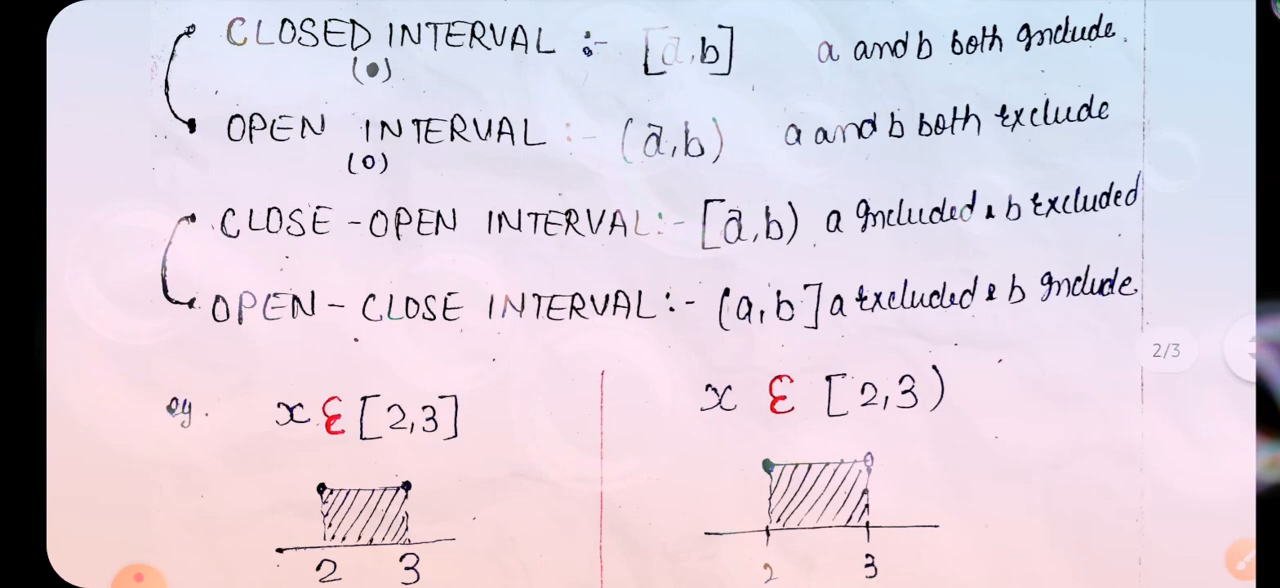 CLOSED INTERVAL :- [a,b] a and b both Include.
(●)
OPEN INTERVAL :- (a,b) a and b both Exclude
(o)
CLOSE-OPEN INTERVAL:- [a,b) a Included & b Excluded
OPEN-CLOSE INTERVAL:- (a,b] a Excluded & b Include
2/3
eg. x Ɛ [2,3]
x Ɛ [2,3)
2 3
2 3